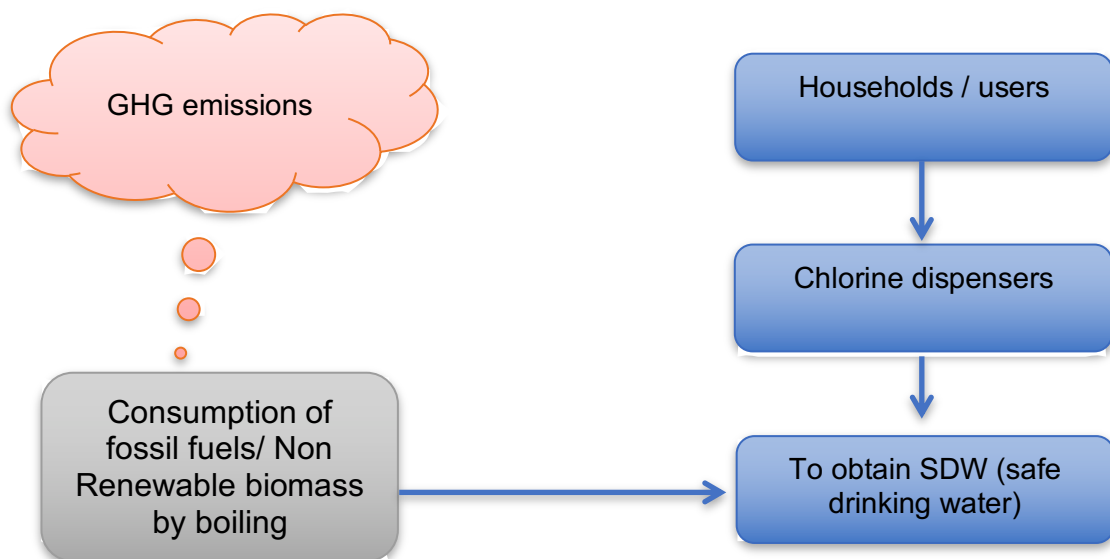 GHG emissions
Households / users
Chlorine dispensers
Consumption of
fossil fuels/ Non
Renewable biomass
by boiling
To obtain SDW (safe
drinking water)